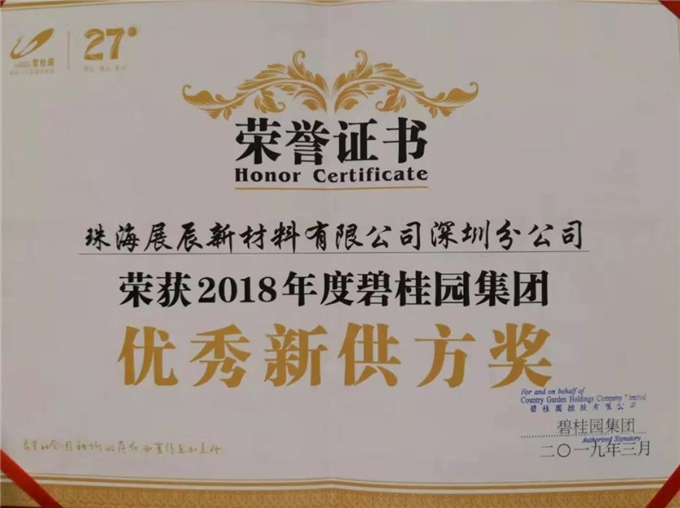 碧桂园
27°
荣誉证书
Honor Certificate
珠海展辰新材料有限公司深圳分公司
荣获2018年度碧桂园集团
优秀新供方奖
For and on behalf of
Country Garden Holdings Company Limited
碧桂園控股有限公司
碧桂园集团
Authorized Signatory
二〇一九年三月